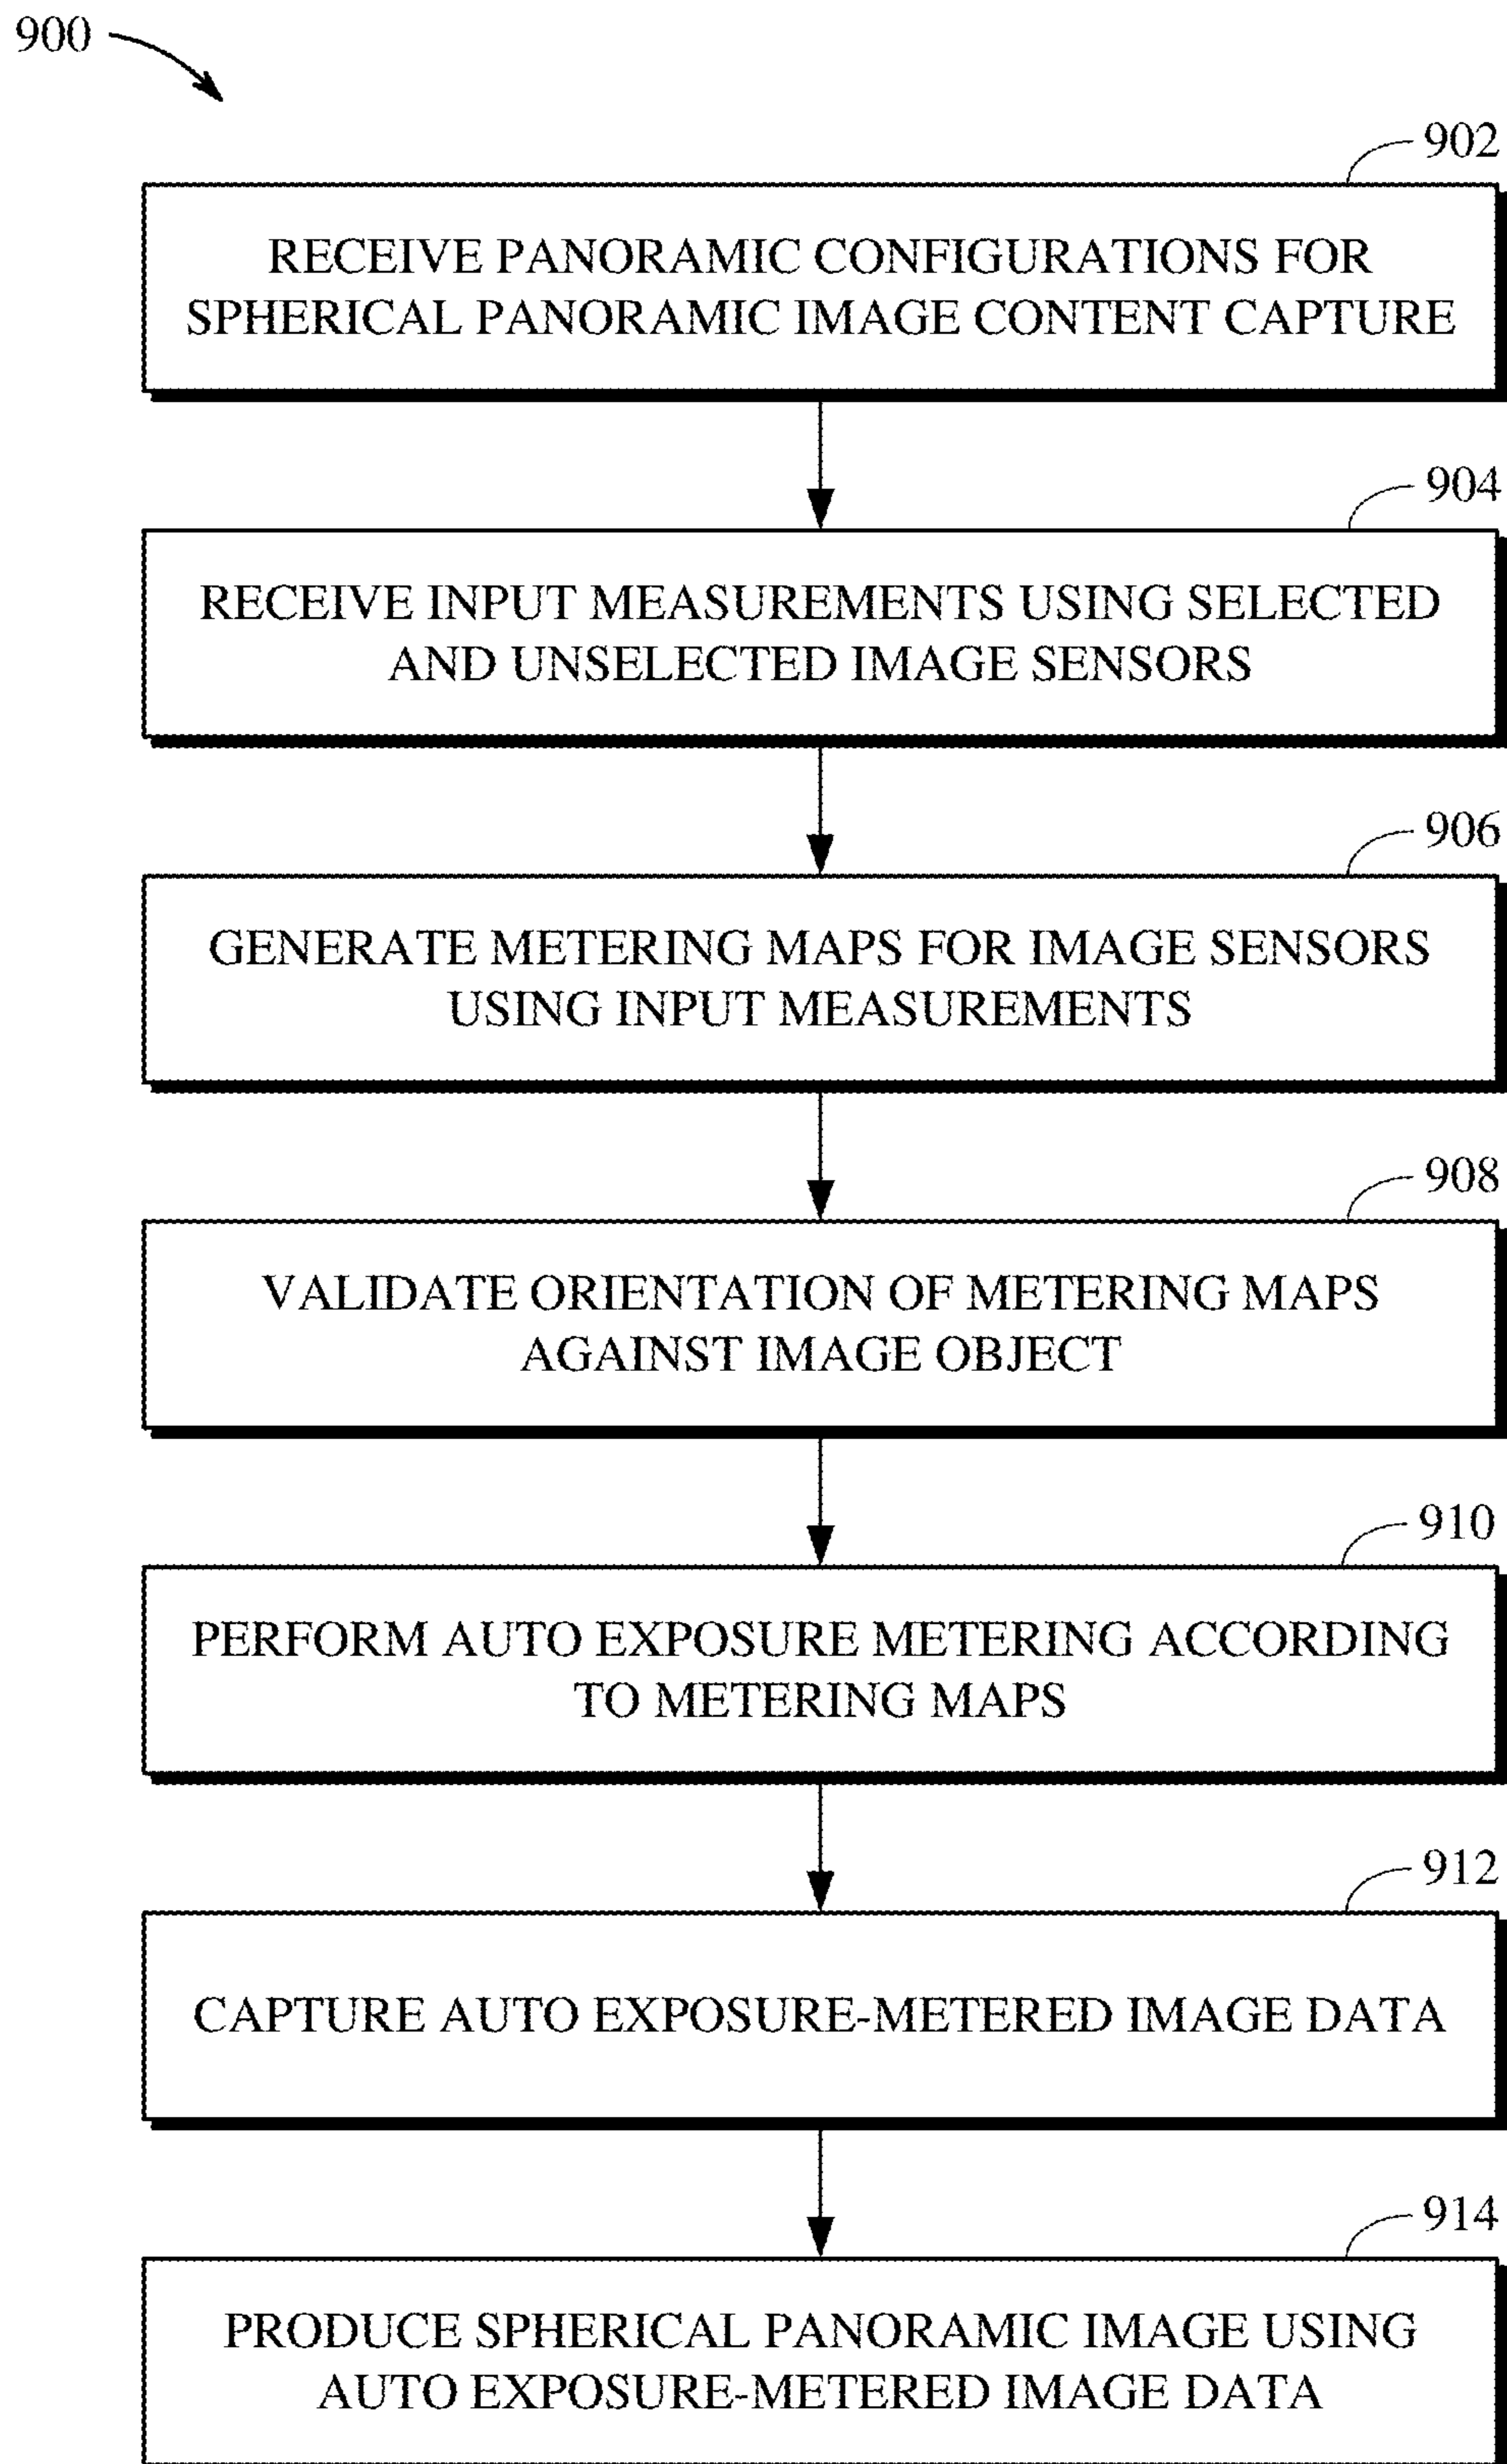 900
902
RECEIVE PANORAMIC CONFIGURATIONS FOR
SPHERICAL PANORAMIC IMAGE CONTENT CAPTURE
904
RECEIVE INPUT MEASUREMENTS USING SELECTED
AND UNSELECTED IMAGE SENSORS
906
GENERATE METERING MAPS FOR IMAGE SENSORS
USING INPUT MEASUREMENTS
908
VALIDATE ORIENTATION OF METERING MAPS
AGAINST IMAGE OBJECT
910
PERFORM AUTO EXPOSURE METERING ACCORDING
TO METERING MAPS
912
CAPTURE AUTO EXPOSURE-METERED IMAGE DATA
914
PRODUCE SPHERICAL PANORAMIC IMAGE USING
AUTO EXPOSURE-METERED IMAGE DATA